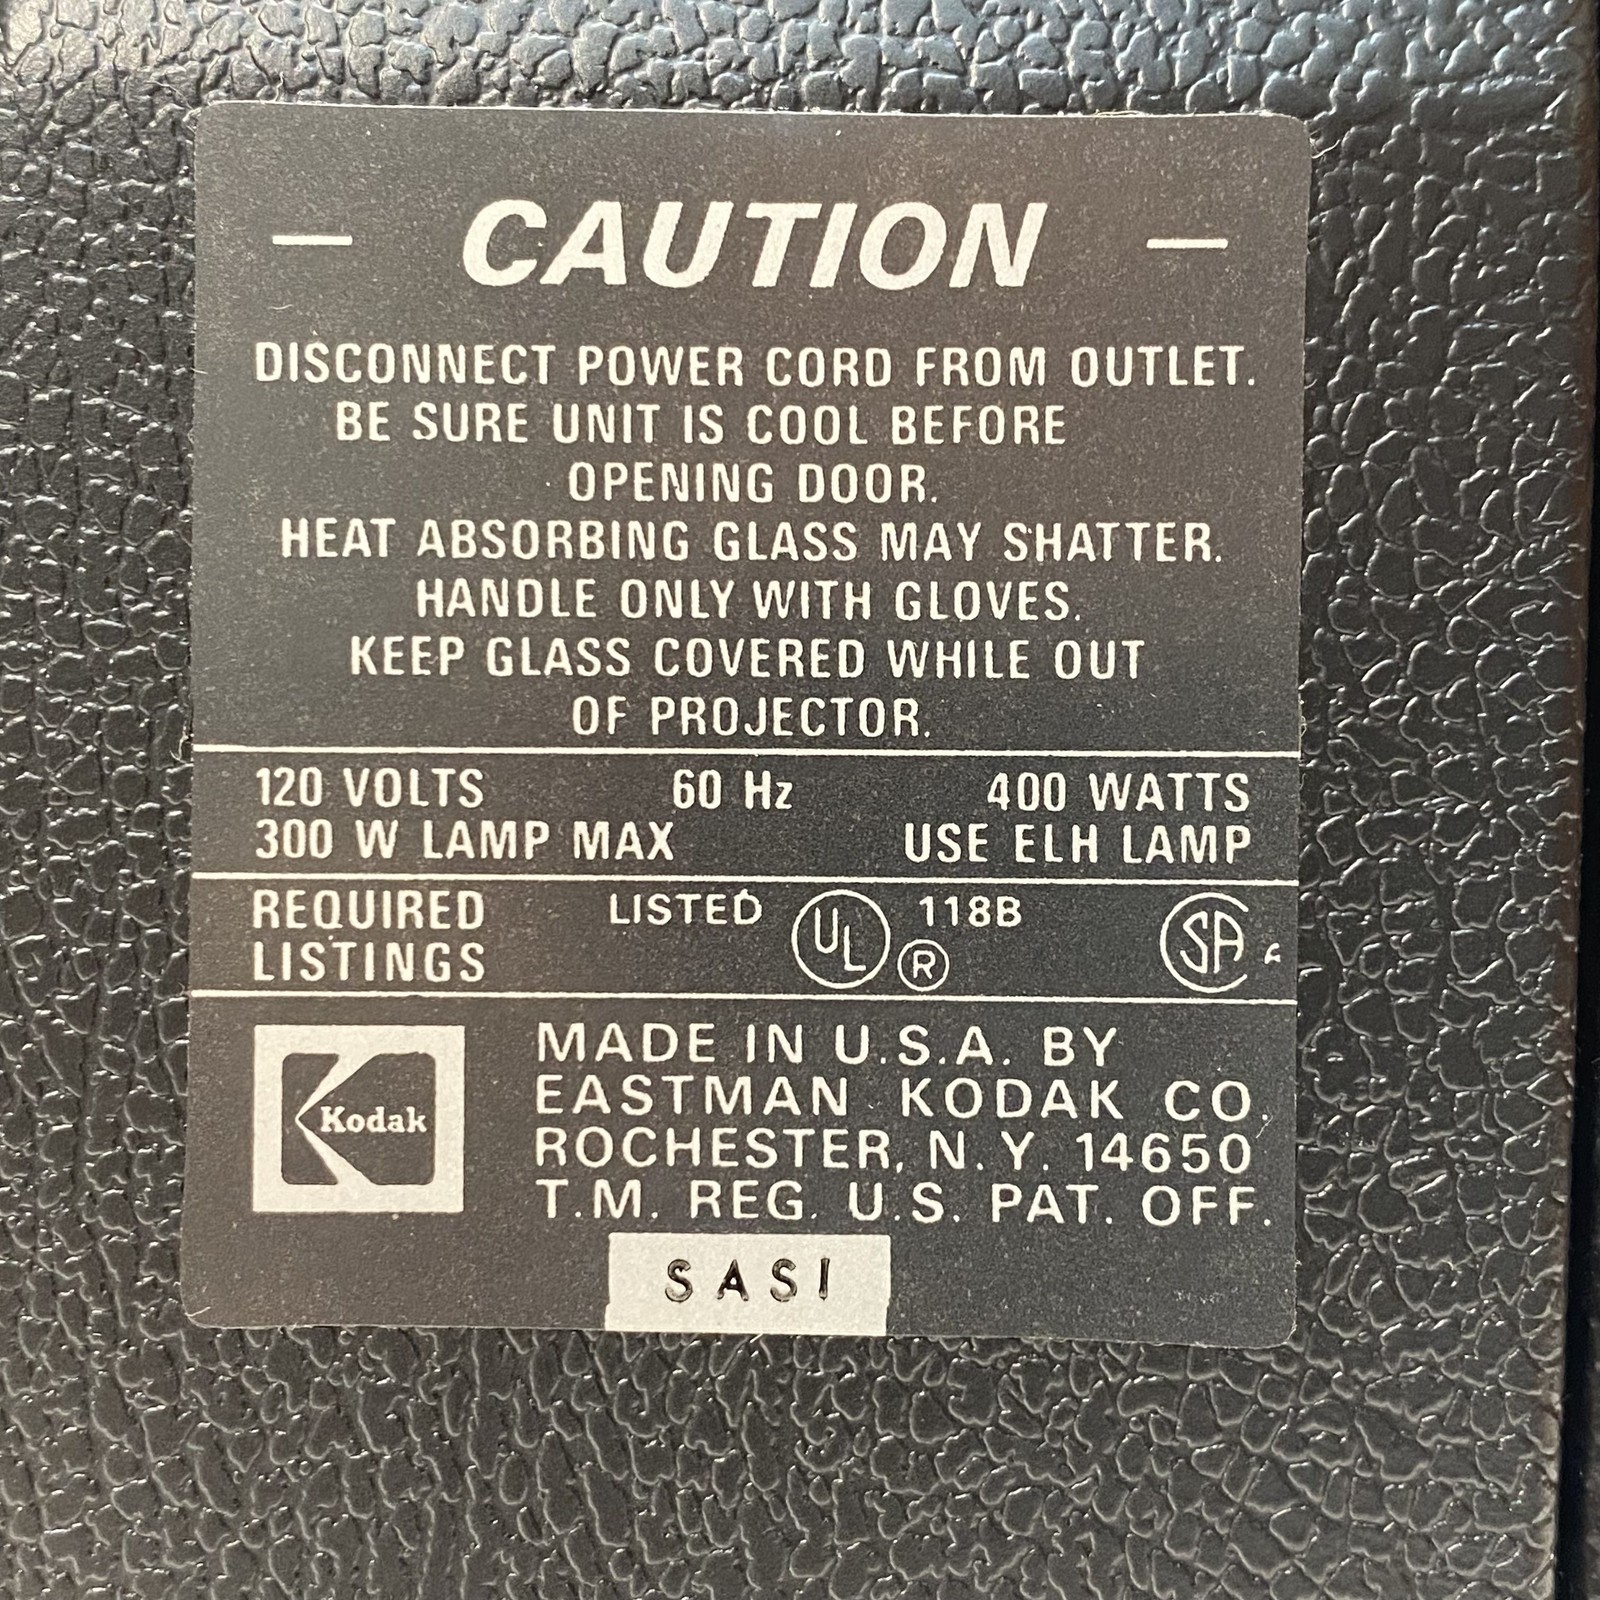 — CAUTION —
DISCONNECT POWER CORD FROM OUTLET.
BE SURE UNIT IS COOL BEFORE
OPENING DOOR.
HEAT ABSORBING GLASS MAY SHATTER.
HANDLE ONLY WITH GLOVES.
KEEP GLASS COVERED WHILE OUT
OF PROJECTOR.
120 VOLTS 60 Hz 400 WATTS
300 W LAMP MAX USE ELH LAMP
REQUIRED LISTINGS
LISTED UL ® 118B SA
Kodak
MADE IN U.S.A. BY
EASTMAN KODAK CO.
ROCHESTER, N.Y. 14650
T.M. REG. U.S. PAT. OFF.
SASI